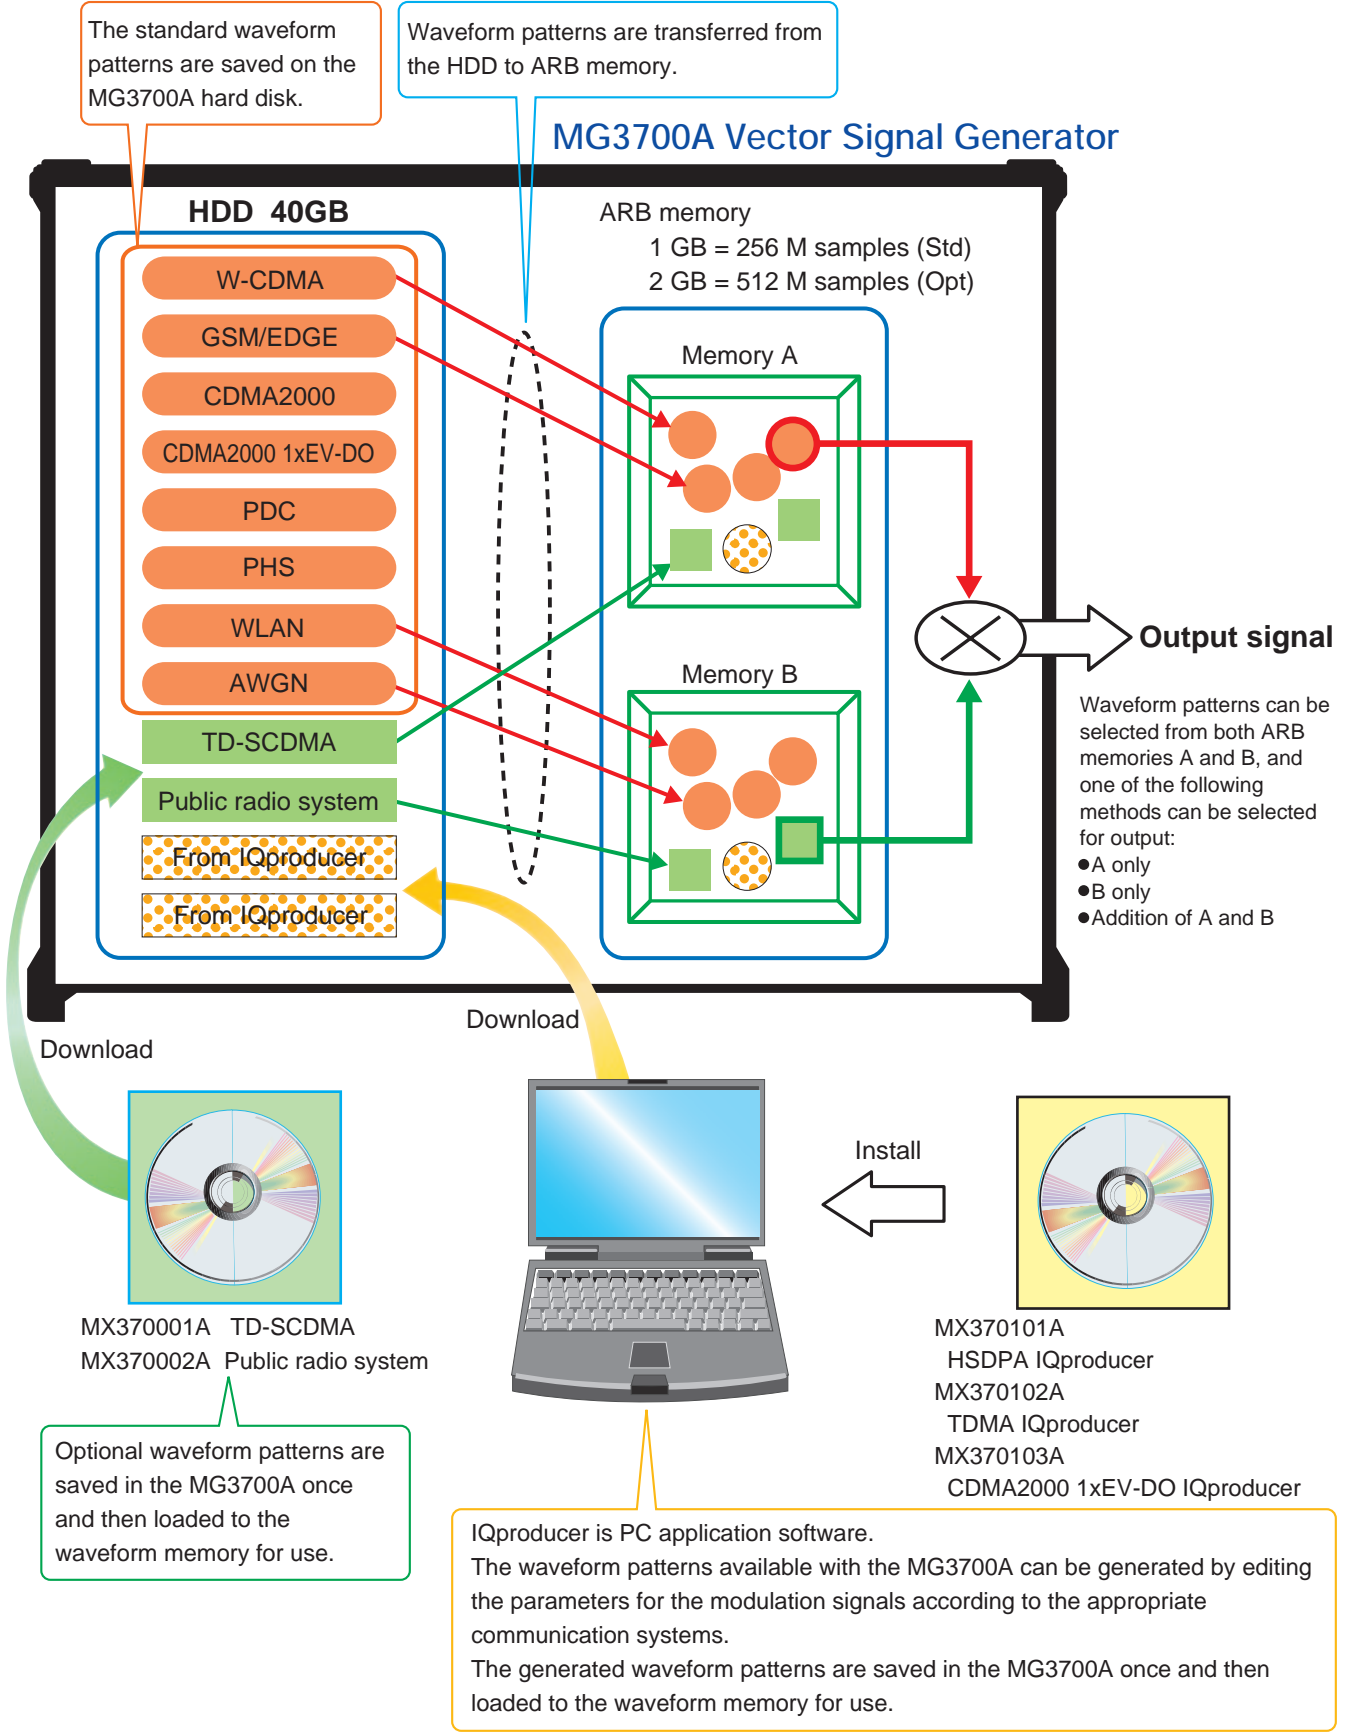 The standard waveform
patterns are saved on the
MG3700A hard disk.
Waveform patterns are transferred from
the HDD to ARB memory.
MG3700A Vector Signal Generator
HDD 40GB
W-CDMA
GSM/EDGE
CDMA2000
CDMA2000 1xEV-DO
PDC
PHS
WLAN
AWGN
TD-SCDMA
Public radio system
From IQproducer
From IQproducer
ARB memory
1 GB = 256 M samples (Std)
2 GB = 512 M samples (Opt)
Memory A
Memory B
Output signal
Waveform patterns can be
selected from both ARB
memories A and B, and
one of the following
methods can be selected
for output:
●A only
●B only
●Addition of A and B
Download
Download
Install
MX370001A TD-SCDMA
MX370002A Public radio system
Optional waveform patterns are
saved in the MG3700A once
and then loaded to the
waveform memory for use.
MX370101A
HSDPA IQproducer
MX370102A
TDMA IQproducer
MX370103A
CDMA2000 1xEV-DO IQproducer
IQproducer is PC application software.
The waveform patterns available with the MG3700A can be generated by editing
the parameters for the modulation signals according to the appropriate
communication systems.
The generated waveform patterns are saved in the MG3700A once and then
loaded to the waveform memory for use.